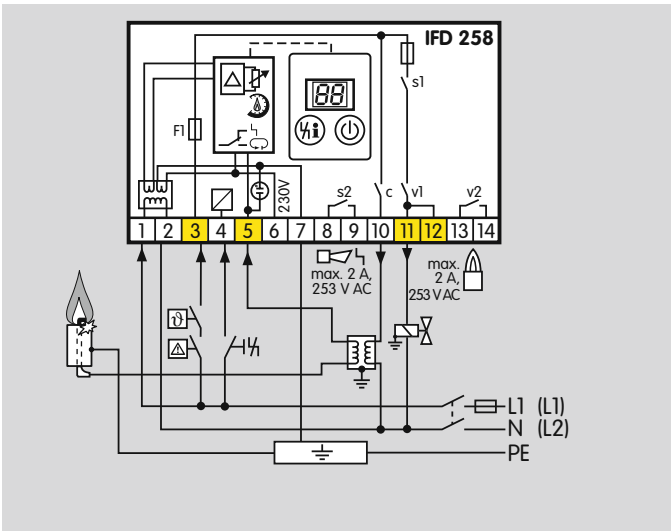 IFD 258
88
s1
F1
i
230V
s2
c
v1
v2
1 2 3 4 5 6 7 8 9 10 11 12 13 14
max. 2 A,
253 V AC
max.
2 A,
253 V AC
ϑ
L1 (L1)
N (L2)
PE